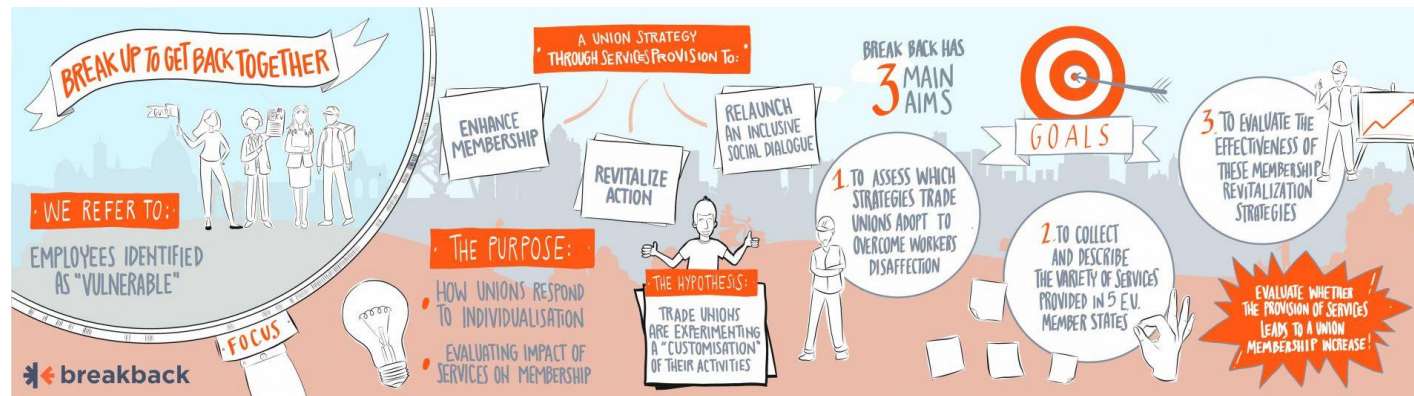 BREAK UP TO GET BACK TOGETHER
WE REFER TO:
EMPLOYEES IDENTIFIED
AS "VULNERABLE"
FOCUS
breakback
A UNION STRATEGY
THROUGH SERVICES PROVISION TO:
ENHANCE
MEMBERSHIP
REVITALIZE
ACTION
RELAUNCH
AN INCLUSIVE
SOCIAL DIALOGUE
THE PURPOSE:
HOW UNIONS RESPOND
TO INDIVIDUALISATION
EVALUATING IMPACT OF
SERVICES ON MEMBERSHIP
THE HYPOTHESIS:
TRADE UNIONS
ARE EXPERIMENTING
A "CUSTOMISATION"
OF THEIR ACTIVITIES
BREAK BACK HAS
3 MAIN
AIMS
GOALS
1. TO ASSESS WHICH
STRATEGIES TRADE
UNIONS ADOPT TO
OVERCOME WORKERS
DISAFFECTION
2. TO COLLECT
AND DESCRIBE
THE VARIETY OF SERVICES
PROVIDED IN 5 E.U.
MEMBER STATES
3. TO EVALUATE THE
EFFECTIVENESS OF
THESE MEMBERSHIP
REVITALIZATION
STRATEGIES
EVALUATE WHETHER
THE PROVISION OF SERVICES
LEADS TO A UNION
MEMBERSHIP INCREASE!